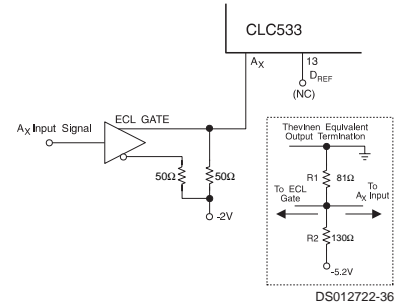 CLC533
A_X
13
D_REF
(NC)
ECL GATE
A_X Input Signal
50Ω
50Ω
-2V
Thevinen Equivalent
Output Termination
R1 81Ω
To ECL
Gate
To
A_X Input
R2 130Ω
-5.2V
DS012722-36